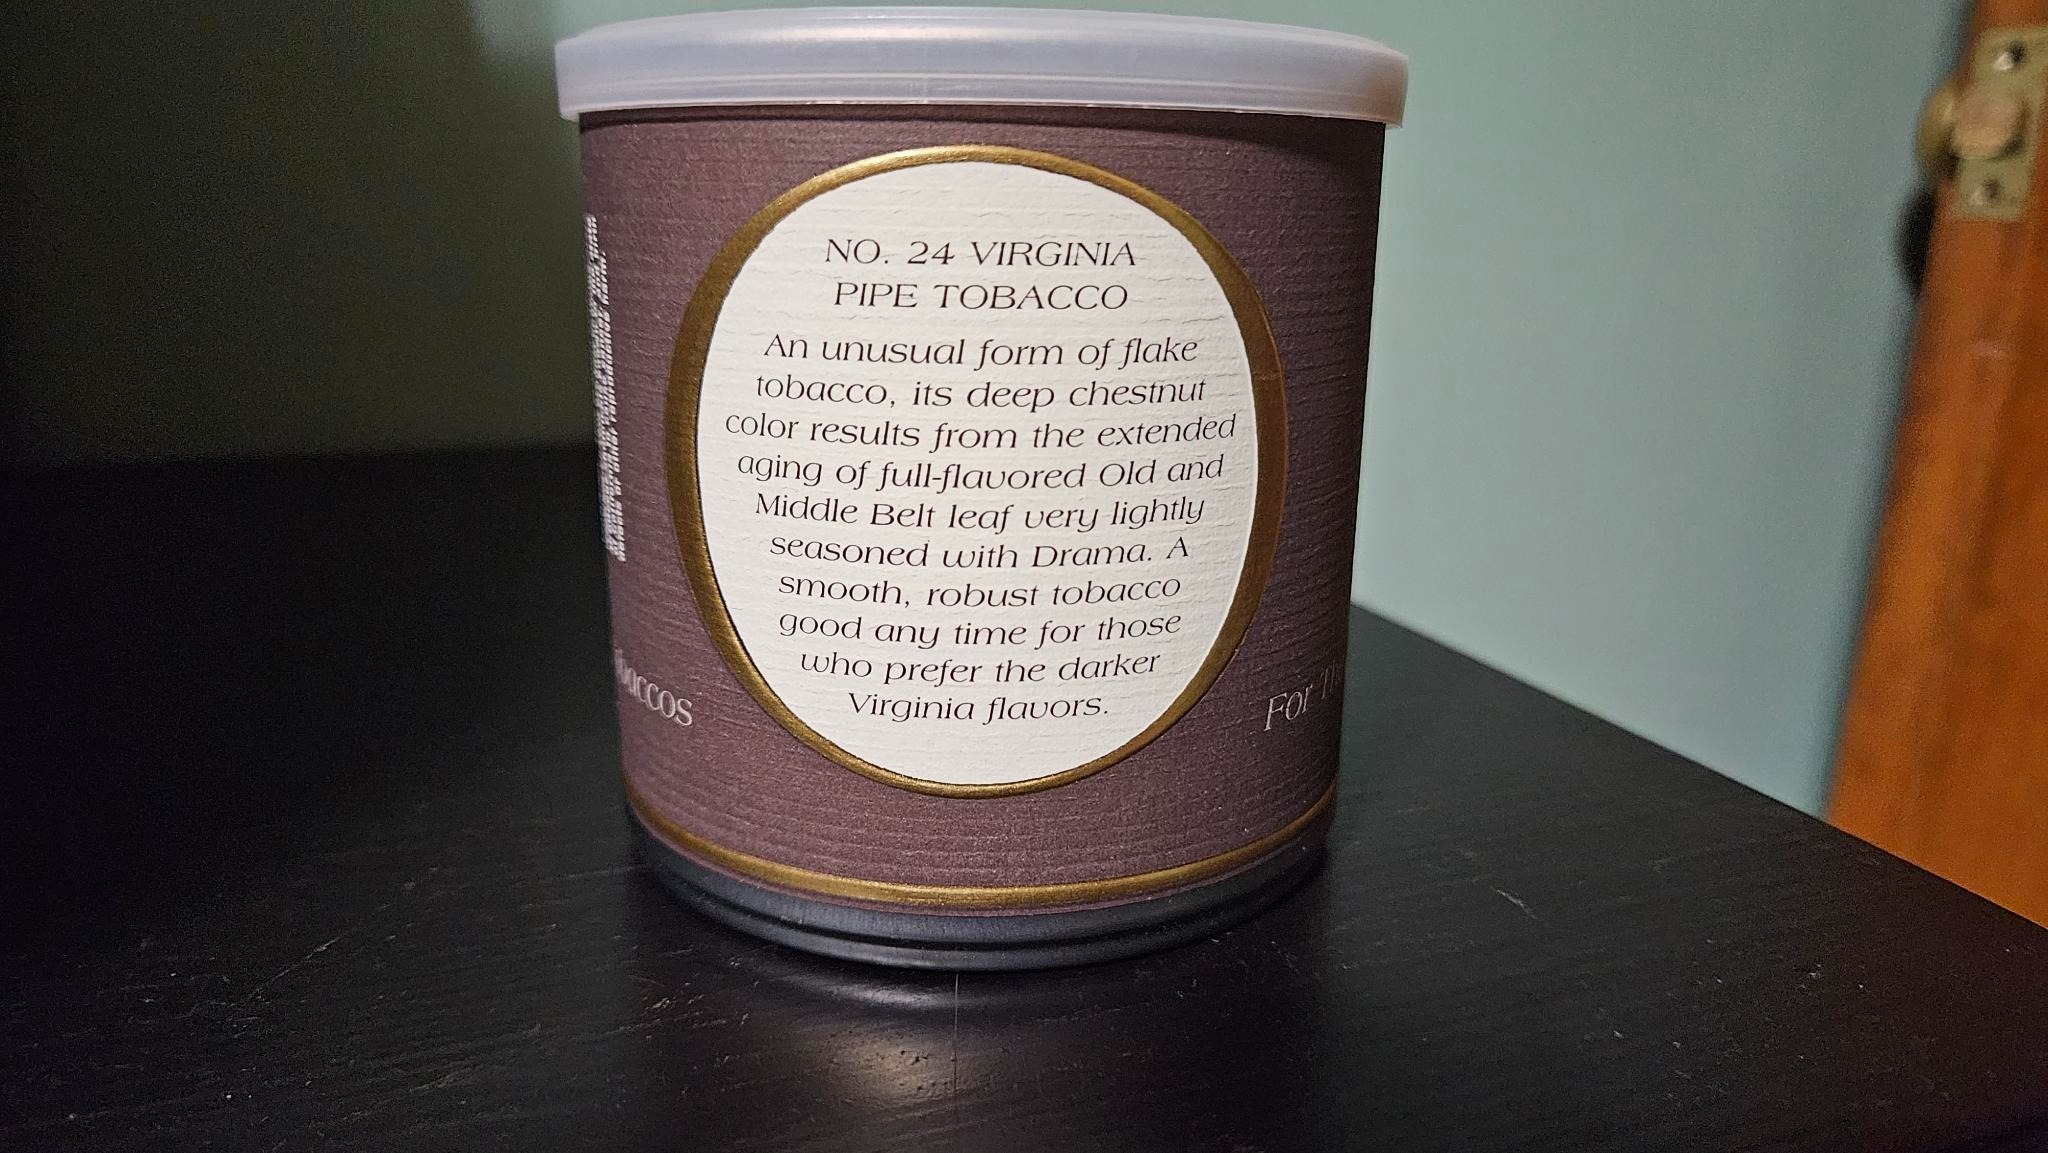 NO. 24 VIRGINIA
PIPE TOBACCO
An unusual form of flake
tobacco, its deep chestnut
color results from the extended
aging of full-flavored Old and
Middle Belt leaf very lightly
seasoned with Drama. A
smooth, robust tobacco
good any time for those
who prefer the darker
Virginia flavors.
For